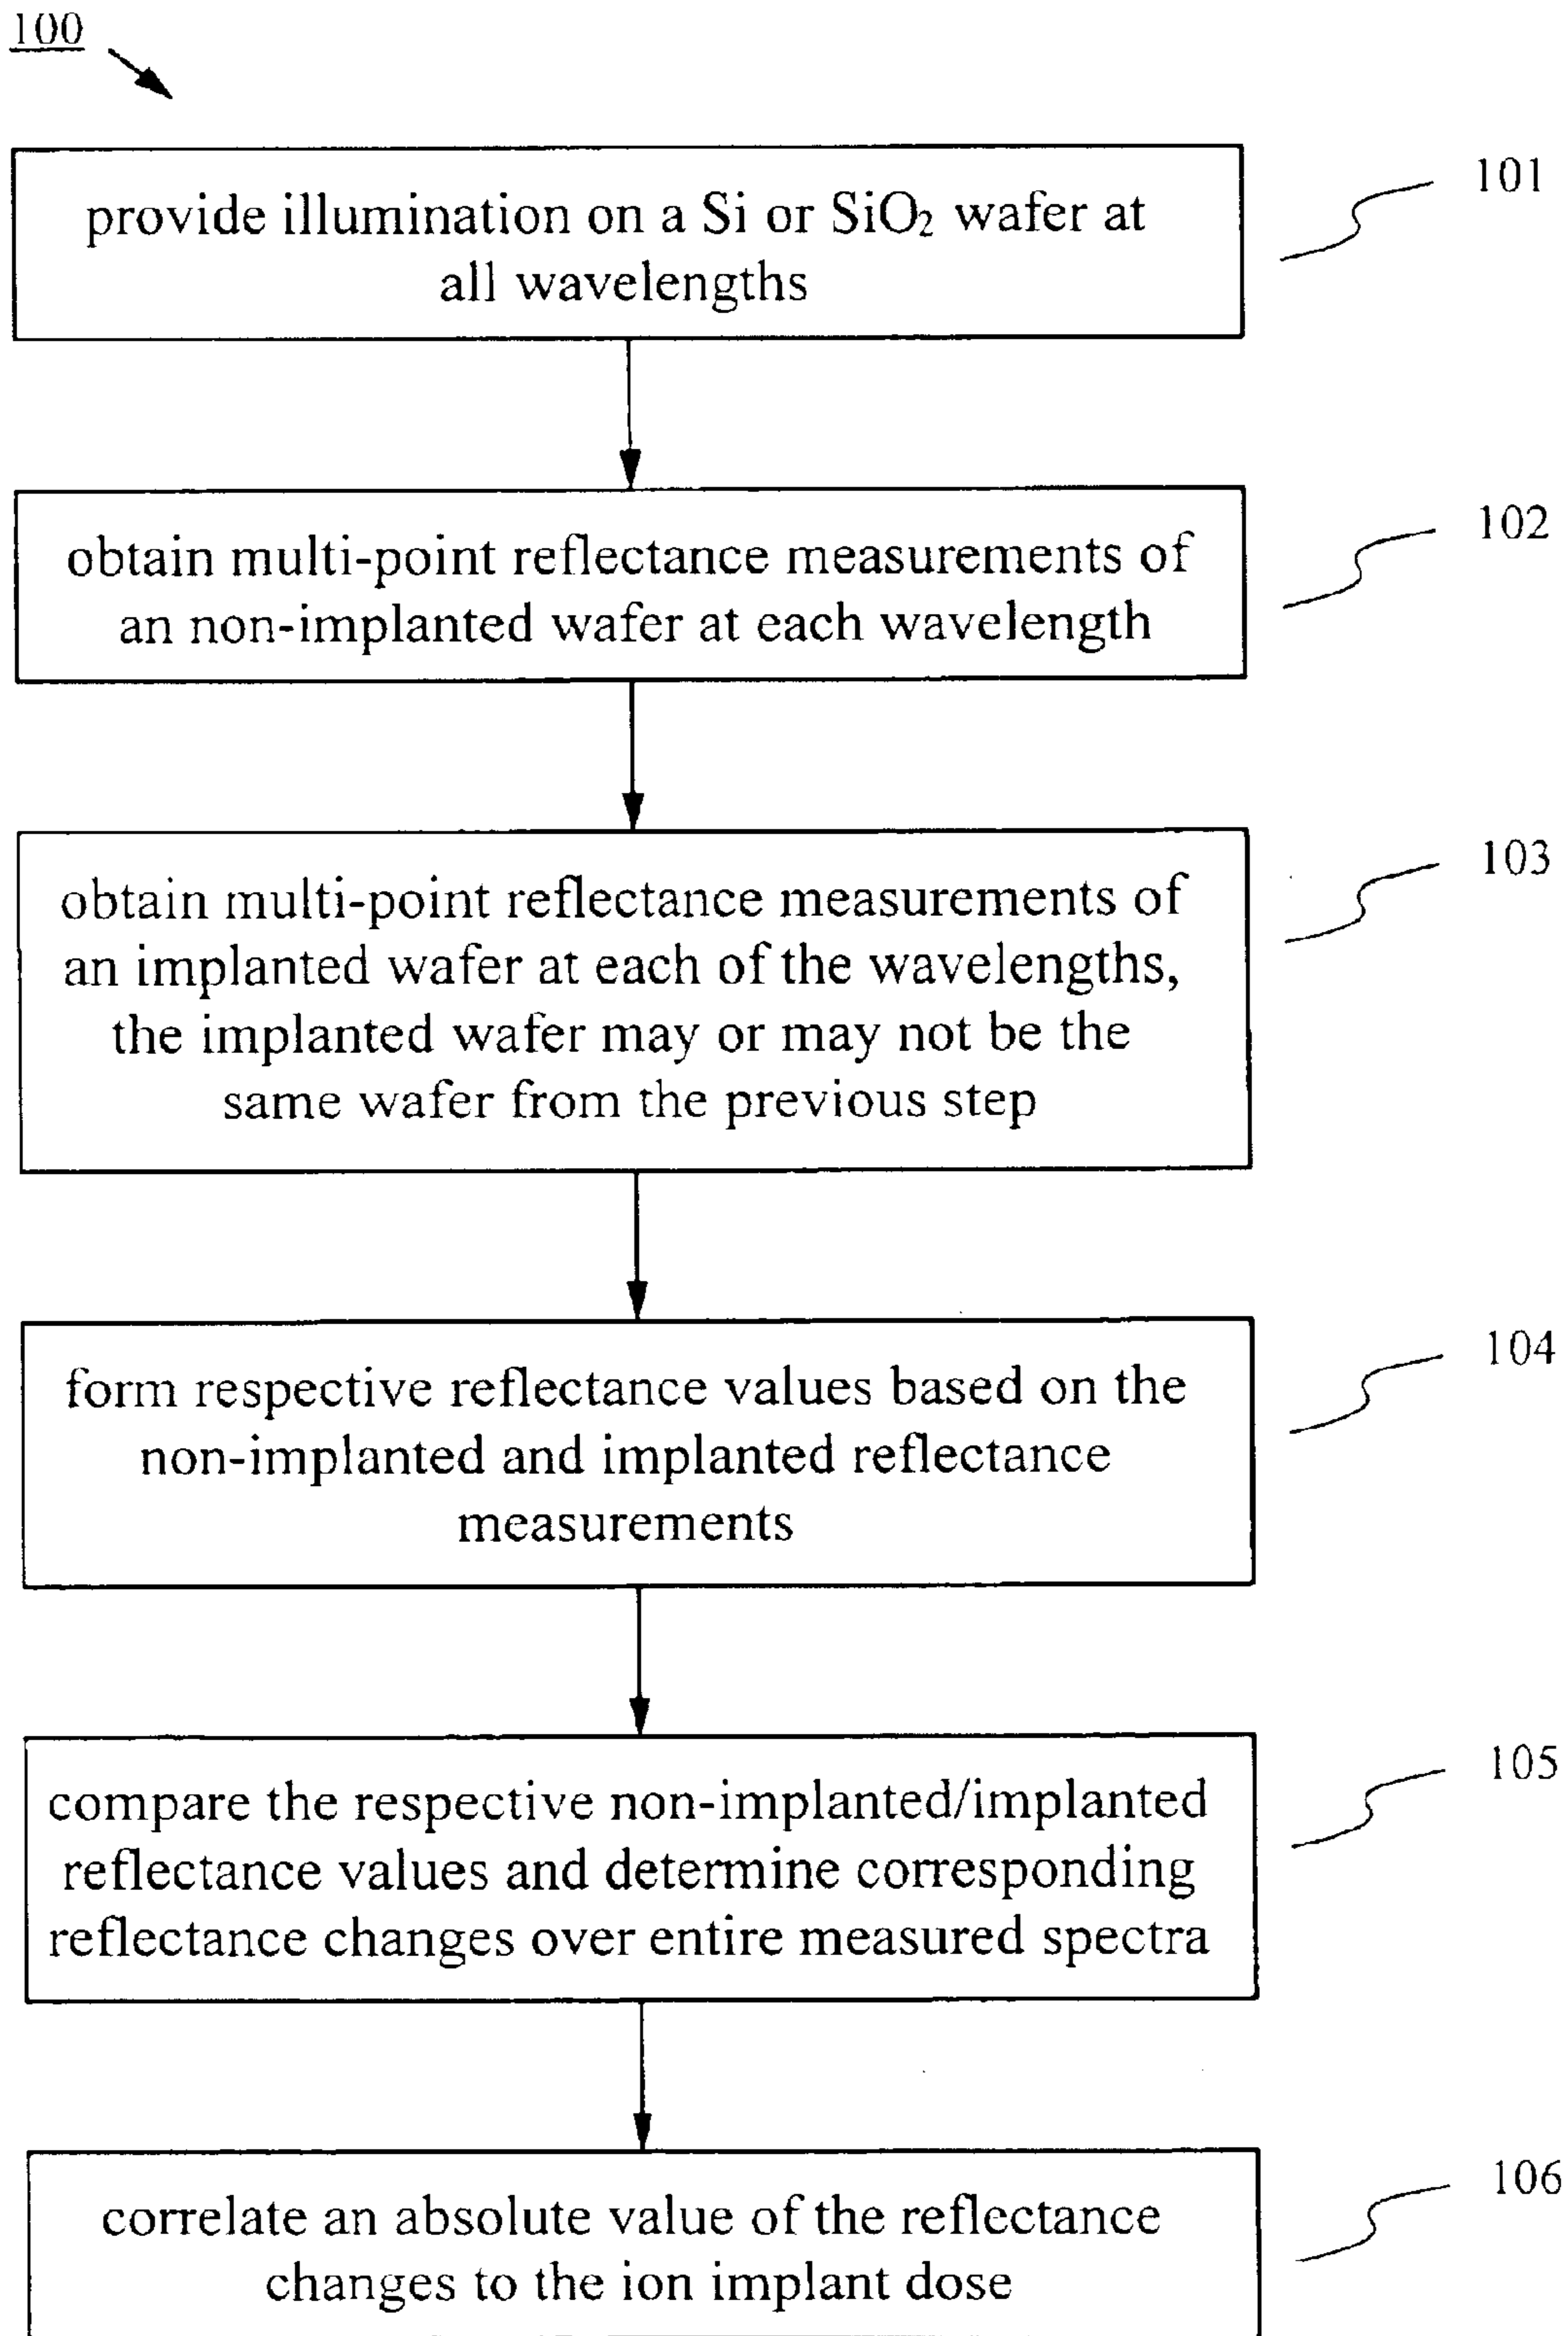 100
provide illumination on a Si or SiO₂ wafer at
all wavelengths
101
obtain multi-point reflectance measurements of
an non-implanted wafer at each wavelength
102
obtain multi-point reflectance measurements of
an implanted wafer at each of the wavelengths,
the implanted wafer may or may not be the
same wafer from the previous step
103
form respective reflectance values based on the
non-implanted and implanted reflectance
measurements
104
compare the respective non-implanted/implanted
reflectance values and determine corresponding
reflectance changes over entire measured spectra
105
correlate an absolute value of the reflectance
changes to the ion implant dose
106